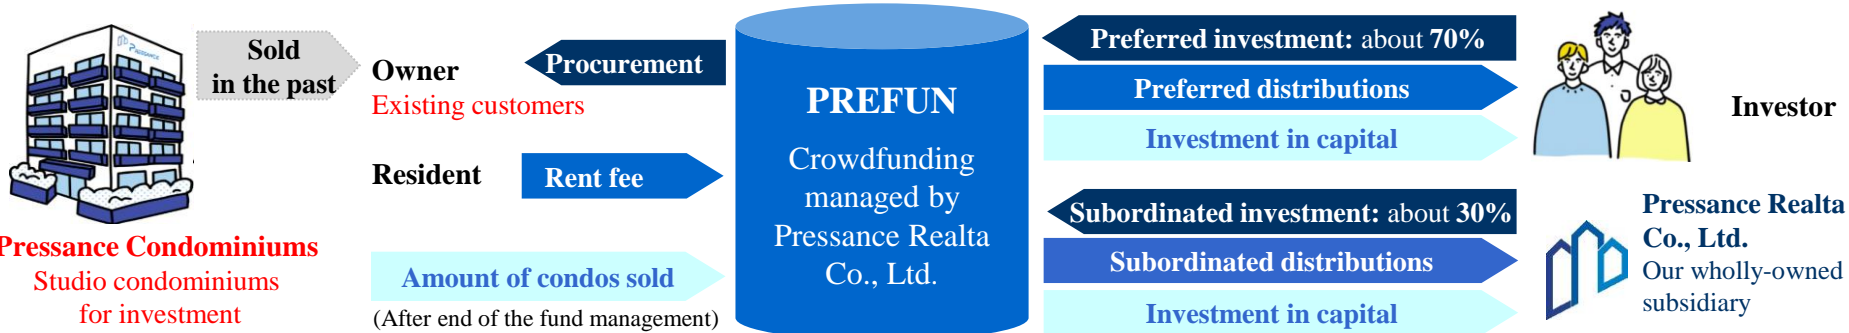 PRESSANCE
Pressance Condominiums
Studio condominiums
for investment
Sold
in the past
Owner
Existing customers
Procurement
Resident
Rent fee
Amount of condos sold
(After end of the fund management)
PREFUN
Crowdfunding
managed by
Pressance Realta
Co., Ltd.
Preferred investment: about 70%
Preferred distributions
Investment in capital
Investor
Subordinated investment: about 30%
Subordinated distributions
Investment in capital
Pressance Realta
Co., Ltd.
Our wholly-owned
subsidiary